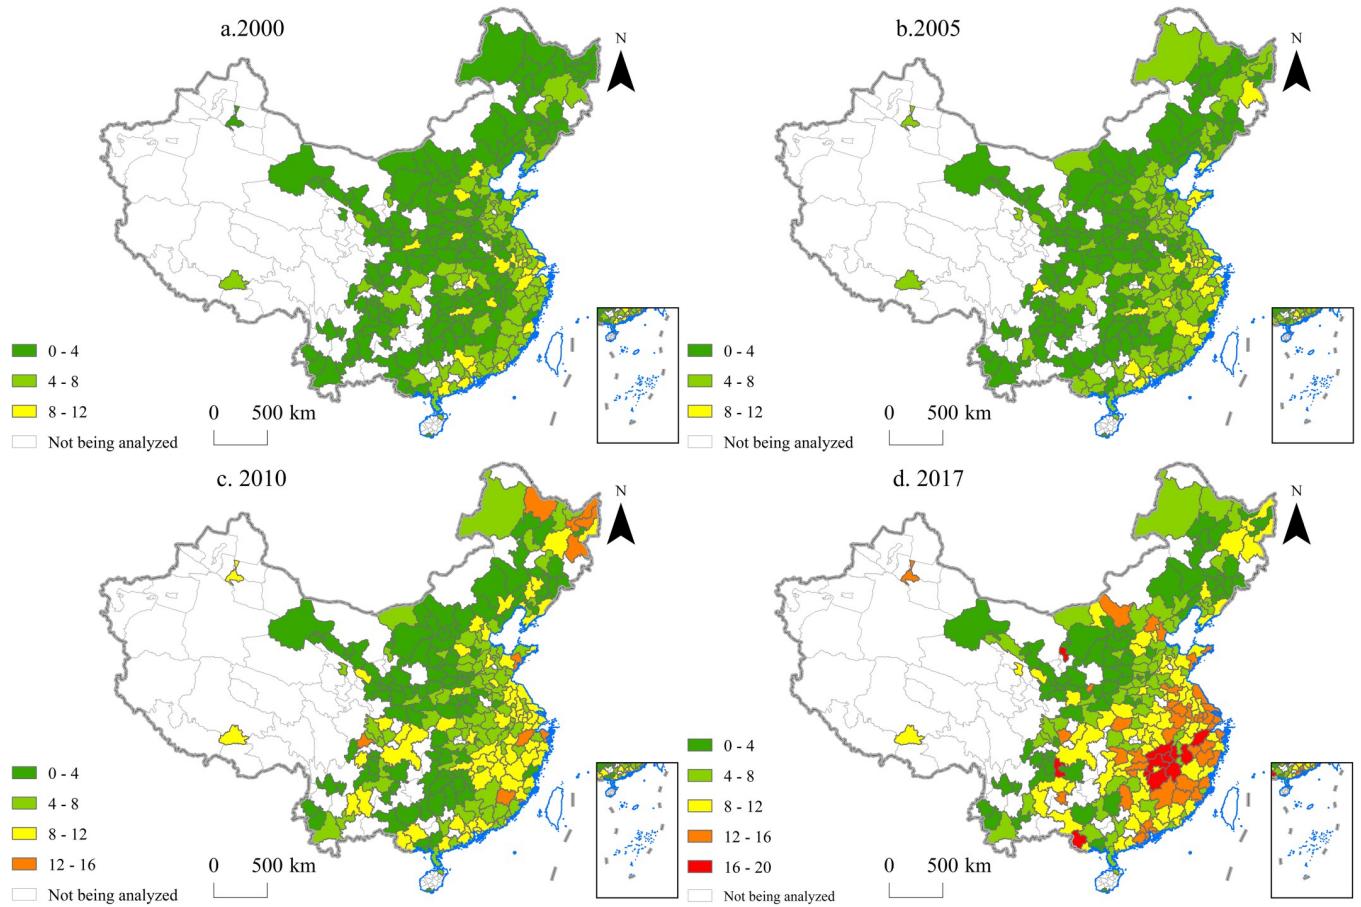 a.2000
N
0 - 4
4 - 8
8 - 12
Not being analyzed
0 500 km
b.2005
N
0 - 4
4 - 8
8 - 12
Not being analyzed
0 500 km
c. 2010
N
0 - 4
4 - 8
8 - 12
12 - 16
Not being analyzed
0 500 km
d. 2017
N
0 - 4
4 - 8
8 - 12
12 - 16
16 - 20
Not being analyzed
0 500 km